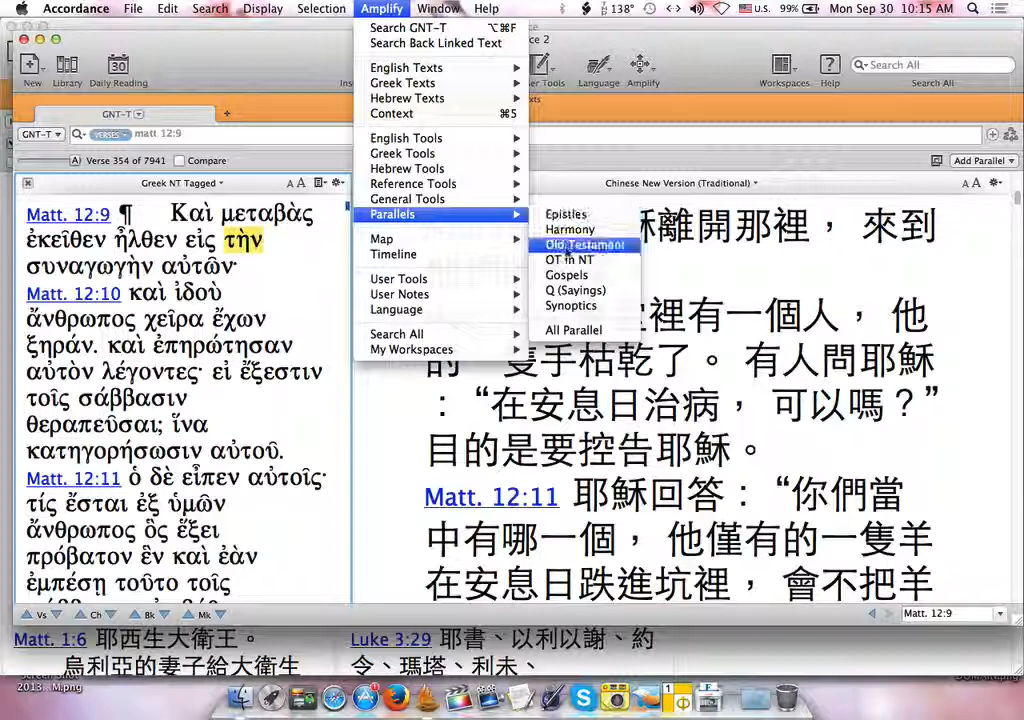 Accordance File Edit Search Display Selection Amplify Window Help 138° U.S. 99% Mon Sep 30 10:15 AM
New Library Daily Reading
Language Amplify Workspaces Help Search All
Search All
GNT-T
GNT-T VERSES matt 12:9
Verse 354 of 7941 Compare Add Parallel
Greek NT Tagged
Chinese New Version (Traditional)
Search GNT-T ⌥⌘F
Search Back Linked Text
English Texts
Greek Texts
Hebrew Texts
Context ⌘5
English Tools
Greek Tools
Hebrew Tools
Reference Tools
General Tools
Parallels
Map
Timeline
User Tools
User Notes
Language
Search All
My Workspaces
Epistles
Harmony
Old Testament
OT in NT
Gospels
Q (Sayings)
Synoptics
All Parallel
Matt. 12:9 ¶ Καὶ μεταβὰς
ἐκεῖθεν ἦλθεν εἰς τὴν
συναγωγὴν αὐτῶν·
Matt. 12:10 καὶ ἰδοὺ
ἄνθρωπος χεῖρα ἔχων
ξηράν. καὶ ἐπηρώτησαν
αὐτὸν λέγοντες· εἰ ἔξεστιν
τοῖς σάββασιν
θεραπεῦσαι; ἵνα
κατηγορήσωσιν αὐτοῦ.
Matt. 12:11 ὁ δὲ εἶπεν αὐτοῖς·
τίς ἔσται ἐξ ὑμῶν
ἄνθρωπος ὃς ἕξει
πρόβατον ἓν καὶ ἐὰν
ἐμπέσῃ τοῦτο τοῖς
離開那裡， 來到
裡有一個人， 他
的一隻手枯乾了。 有人問耶穌
：“在安息日治病， 可以嗎？”
目的是要控告耶穌。
Matt. 12:11 耶穌回答：“你們當
中有哪一個， 他僅有的一隻羊
在安息日跌進坑裡， 會不把羊
Vs Ch Bk Mk Matt. 12:9
Matt. 1:6 耶西生大衛王。
烏利亞的妻子給大衛生
Luke 3:29 耶書、以利以謝、約
令、瑪塔、利未、
2013...M.png